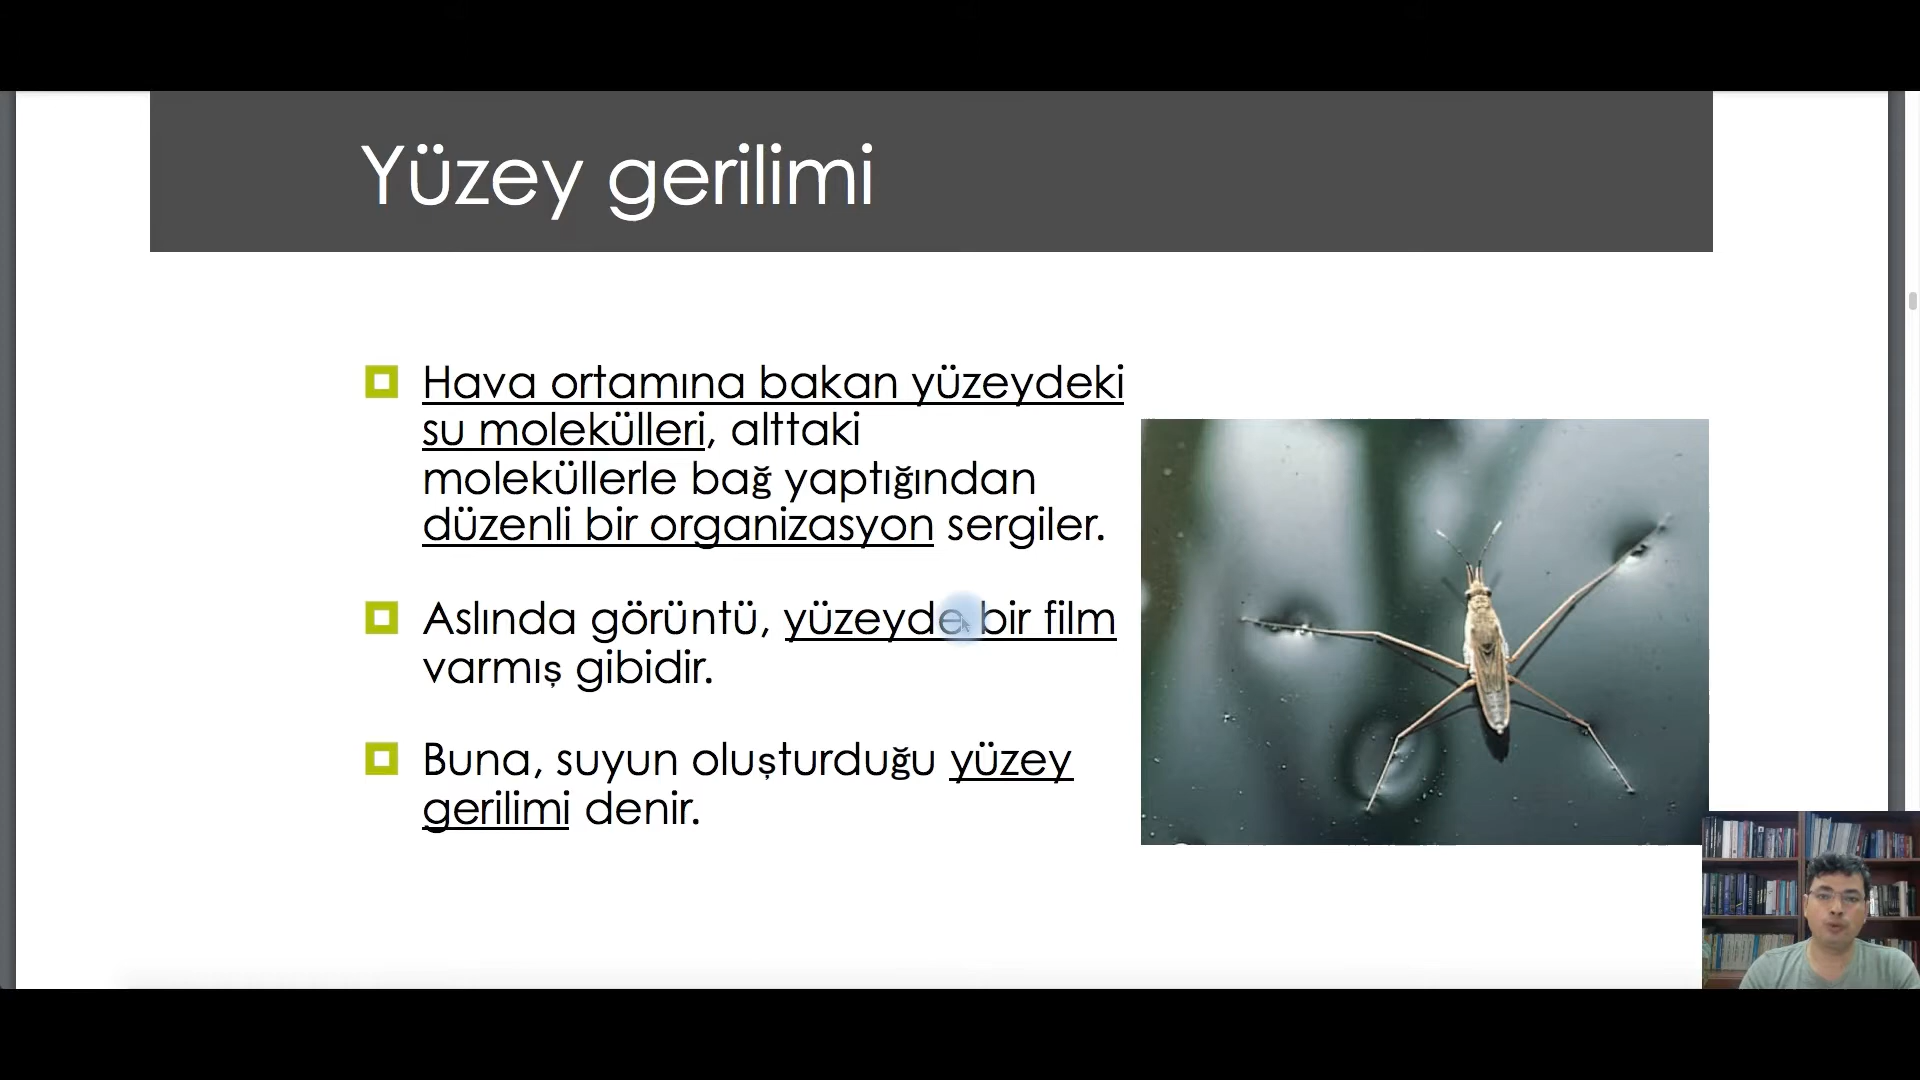 Yüzey gerilimi
Hava ortamına bakan yüzeydeki
su molekülleri, alttaki
moleküllerle bağ yaptığından
düzenli bir organizasyon sergiler.
Aslında görüntü, yüzeyde bir film
varmış gibidir.
Buna, suyun oluşturduğu yüzey
gerilimi denir.